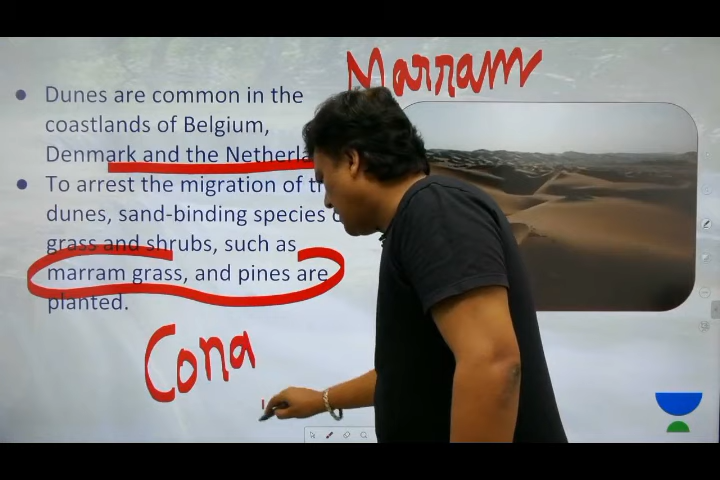 Marram
Dunes are common in the
coastlands of Belgium,
Denmark and the Netherla
To arrest the migration of th
dunes, sand-binding species
grass and shrubs, such as
marram grass, and pines are
planted.
Cona